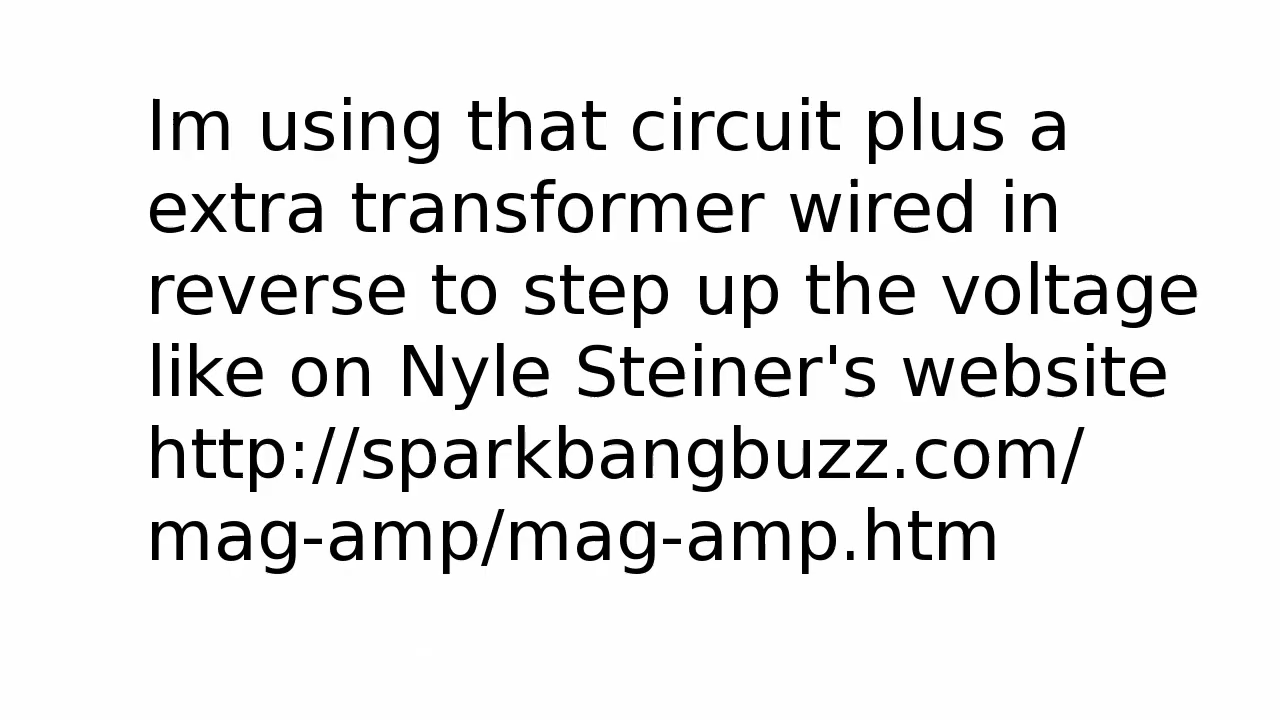 Im using that circuit plus a
extra transformer wired in
reverse to step up the voltage
like on Nyle Steiner's website
http://sparkbangbuzz.com/
mag-amp/mag-amp.htm